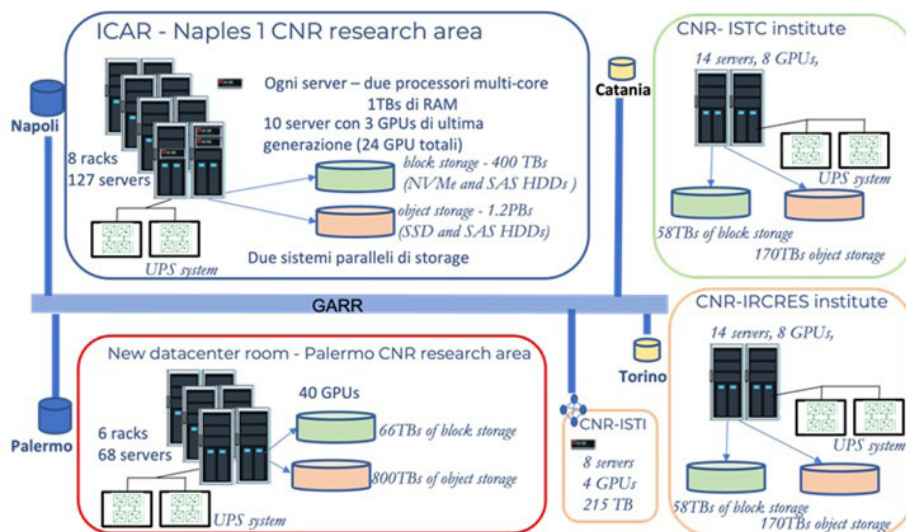 ICAR - Naples 1 CNR research area
Napoli
Ogni server – due processori multi-core
1TBs di RAM
10 server con 3 GPUs di ultima
generazione (24 GPU totali)
8 racks
127 servers
block storage - 400 TBs
(NVMe and SAS HDDs )
object storage - 1.2PBs
(SSD and SAS HDDs)
UPS system
Due sistemi paralleli di storage
Catania
CNR- ISTC institute
14 servers, 8 GPUs,
UPS system
58TBs of block storage
170TBs object storage
GARR
Palermo
New datacenter room - Palermo CNR research area
40 GPUs
6 racks
68 servers
66TBs of block storage
800TBs of object storage
UPS system
CNR-ISTI
8 servers
4 GPUs
215 TB
Torino
CNR-IRCRES institute
14 servers, 8 GPUs,
UPS system
58TBs of block storage
170TBs object storage